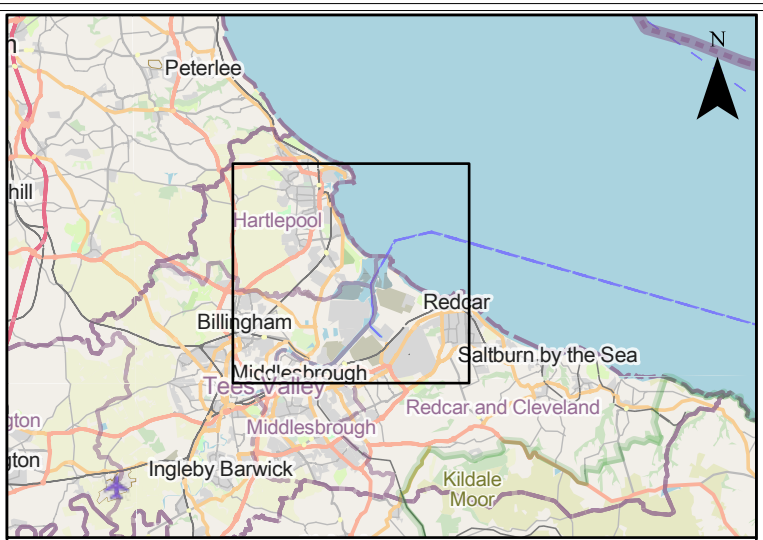 N
Peterlee
hill
Hartlepool
Redcar
Billingham
Saltburn by the Sea
Middlesbrough
Tees Valley
Redcar and Cleveland
ngton
Middlesbrough
gton
Ingleby Barwick
Kildale
Moor